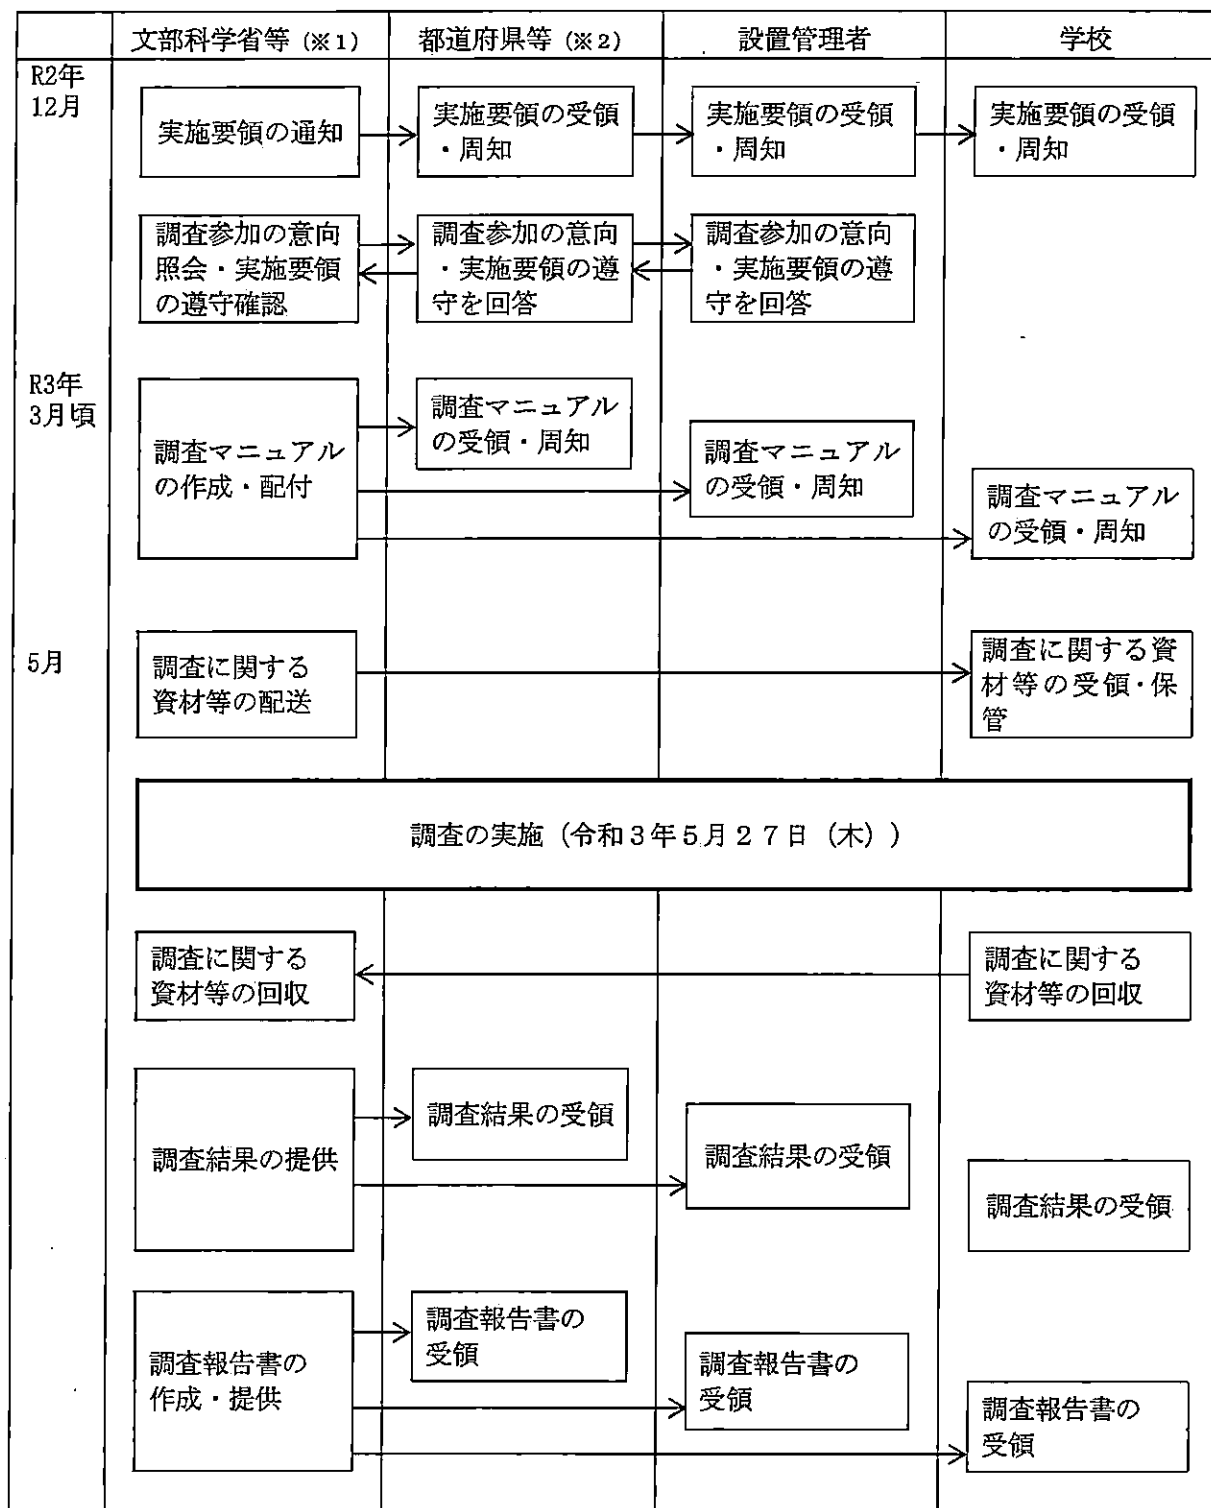 文部科学省等（※1） 都道府県等（※2） 設置管理者 学校
R2年
12月
実施要領の通知
実施要領の受領
・周知
実施要領の受領
・周知
実施要領の受領
・周知
調査参加の意向
照会・実施要領
の遵守確認
調査参加の意向
・実施要領の遵
守を回答
調査参加の意向
・実施要領の遵
守を回答
R3年
3月頃
調査マニュアル
の作成・配付
調査マニュアル
の受領・周知
調査マニュアル
の受領・周知
調査マニュアル
の受領・周知
5月
調査に関する
資材等の配送
調査に関する資
材等の受領・保
管
調査の実施（令和３年５月２７日（木））
調査に関する
資材等の回収
調査に関する
資材等の回収
調査結果の提供
調査結果の受領
調査結果の受領
調査結果の受領
調査報告書の
作成・提供
調査報告書の
受領
調査報告書の
受領
調査報告書の
受領